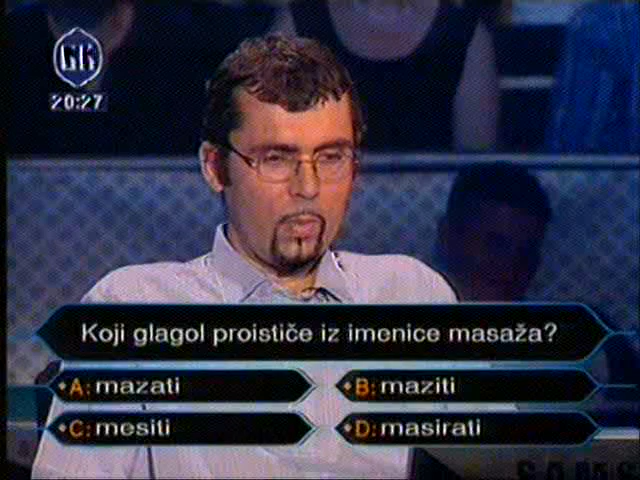 BK
20:27
Koji glagol proističe iz imenice masaža?
A: mazati
B: maziti
C: mesiti
D: masirati